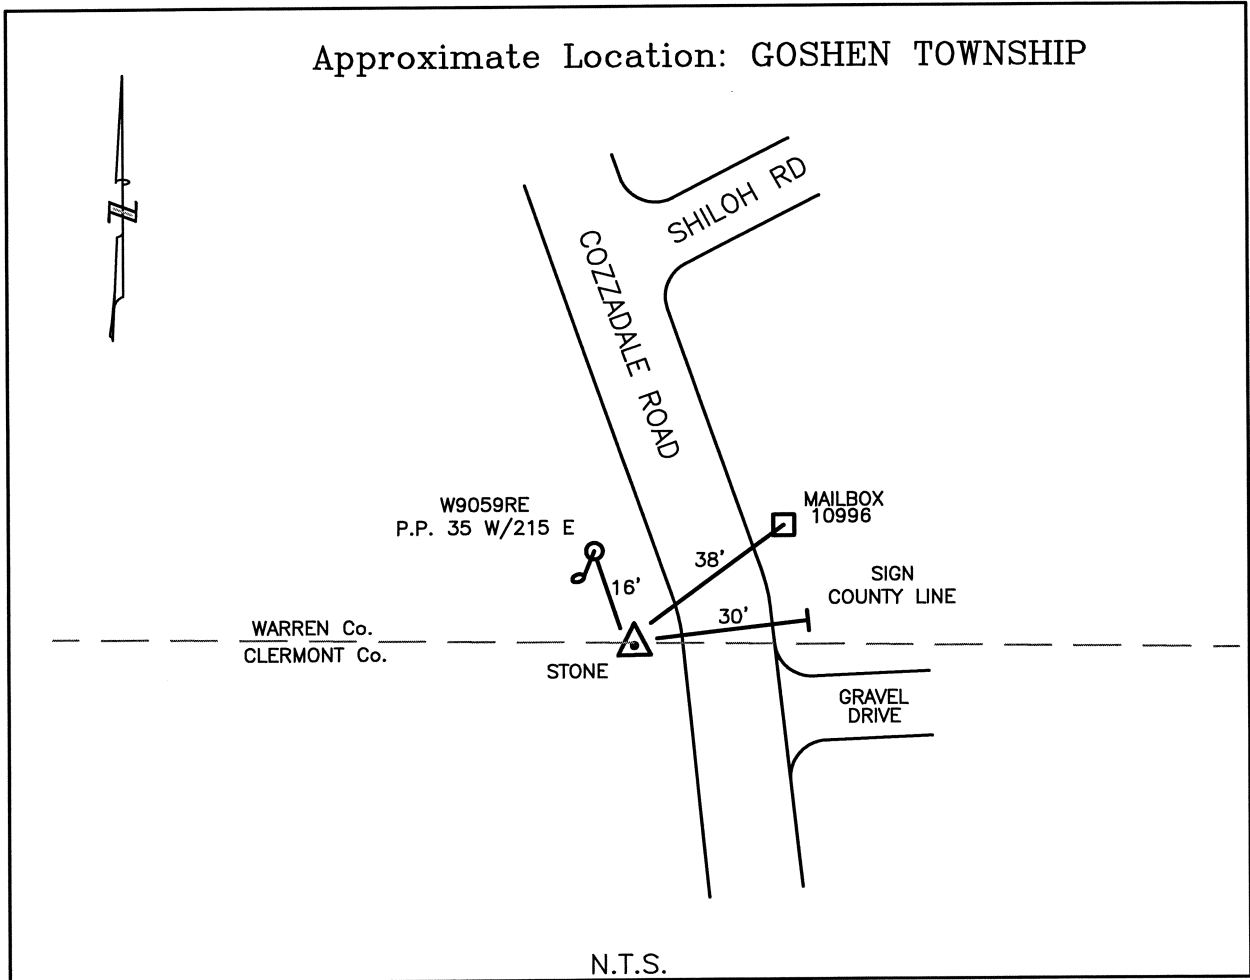 Approximate Location: GOSHEN TOWNSHIP
N
SHILOH RD
COZZADALE ROAD
W9059RE
P.P. 35 W/215 E
MAILBOX
10996
38'
16'
SIGN
COUNTY LINE
30'
WARREN Co.
CLERMONT Co.
STONE
GRAVEL
DRIVE
N.T.S.